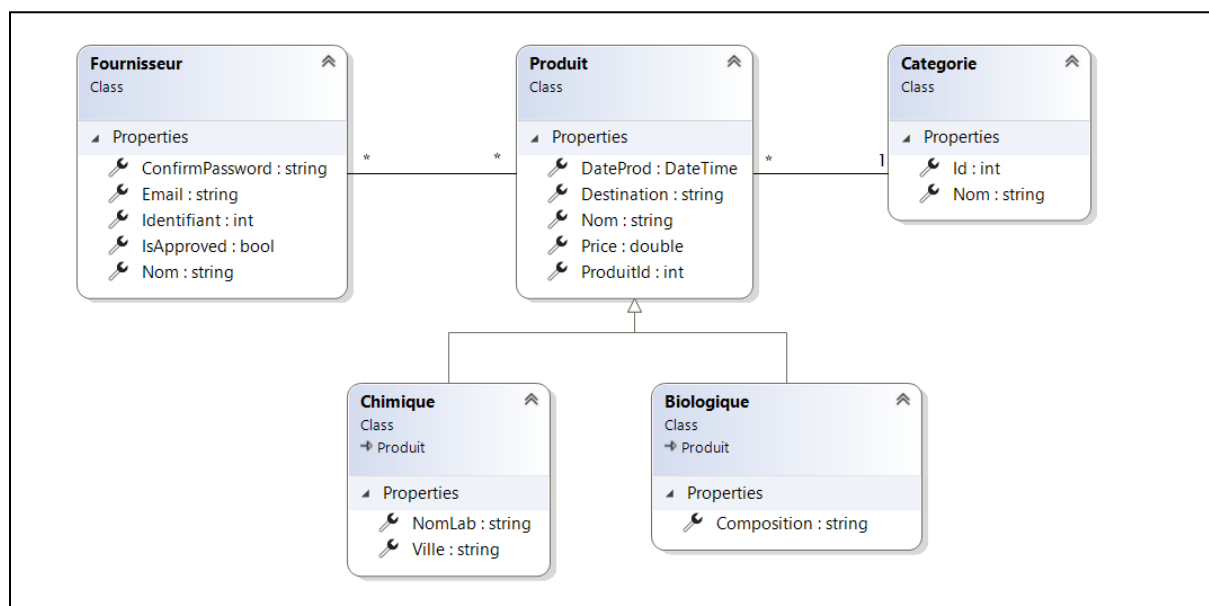 Fournisseur
Class
Properties
ConfirmPassword : string
Email : string
Identifiant : int
IsApproved : bool
Nom : string
*
*
Produit
Class
Properties
DateProd : DateTime
Destination : string
Nom : string
Price : double
ProduitId : int
*
1
Categorie
Class
Properties
Id : int
Nom : string
Chimique
Class
Produit
Properties
NomLab : string
Ville : string
Biologique
Class
Produit
Properties
Composition : string